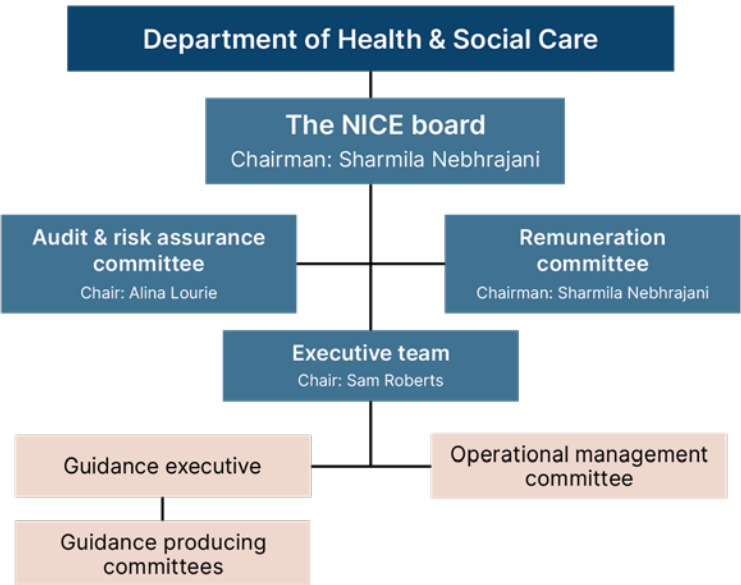 Department of Health & Social Care
The NICE board
Chairman: Sharmila Nebhrajani
Audit & risk assurance
committee
Chair: Alina Lourie
Remuneration
committee
Chairman: Sharmila Nebhrajani
Executive team
Chair: Sam Roberts
Guidance executive
Operational management
committee
Guidance producing
committees